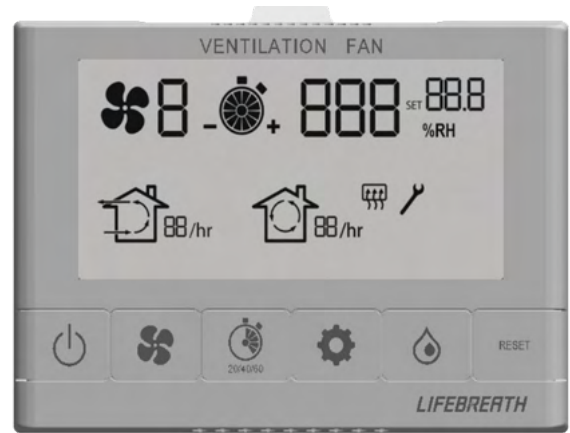 VENTILATION FAN
8 - + 888 SET 88.8
%RH
88/hr 88/hr
20/40/60
RESET
LIFEBREATH